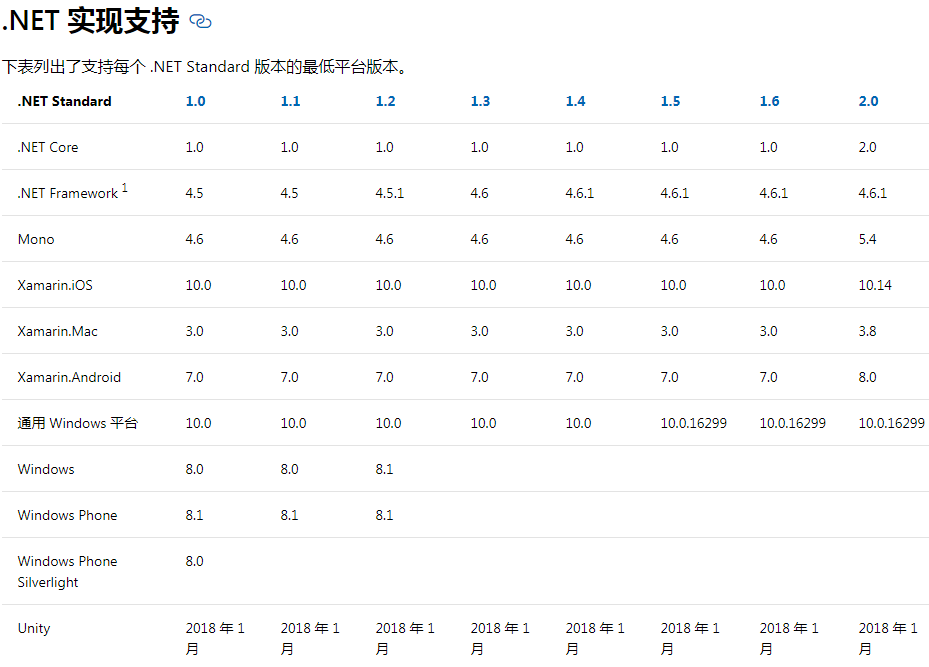 .NET 实现支持
下表列出了支持每个 .NET Standard 版本的最低平台版本。
.NET Standard 1.0 1.1 1.2 1.3 1.4 1.5 1.6 2.0
.NET Core 1.0 1.0 1.0 1.0 1.0 1.0 1.0 2.0
.NET Framework 1 4.5 4.5 4.5.1 4.6 4.6.1 4.6.1 4.6.1 4.6.1
Mono 4.6 4.6 4.6 4.6 4.6 4.6 4.6 5.4
Xamarin.iOS 10.0 10.0 10.0 10.0 10.0 10.0 10.0 10.14
Xamarin.Mac 3.0 3.0 3.0 3.0 3.0 3.0 3.0 3.8
Xamarin.Android 7.0 7.0 7.0 7.0 7.0 7.0 7.0 8.0
通用 Windows 平台 10.0 10.0 10.0 10.0 10.0 10.0.16299 10.0.16299 10.0.16299
Windows 8.0 8.0 8.1
Windows Phone 8.1 8.1 8.1
Windows Phone 8.0
Silverlight
Unity 2018 年 1 2018 年 1 2018 年 1 2018 年 1 2018 年 1 2018 年 1 2018 年 1 2018 年 1
月 月 月 月 月 月 月 月